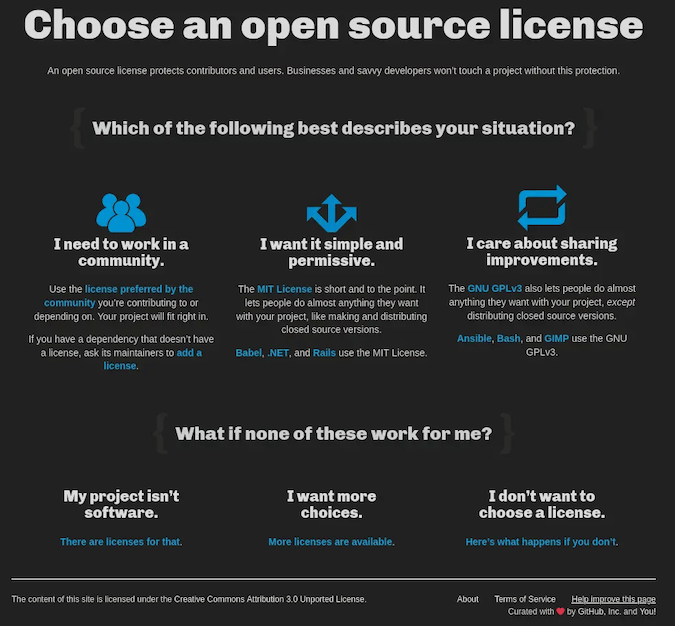 Choose an open source license
An open source license protects contributors and users. Businesses and savvy developers won't touch a project without this protection.
{ Which of the following best describes your situation? }
I need to work in a
community.
Use the license preferred by the
community you're contributing to or
depending on. Your project will fit right in.
If you have a dependency that doesn't have
a license, ask its maintainers to add a
license.
I want it simple and
permissive.
The MIT License is short and to the point. It
lets people do almost anything they want
with your project, like making and distributing
closed source versions.
Babel, .NET, and Rails use the MIT License.
I care about sharing
improvements.
The GNU GPLv3 also lets people do almost
anything they want with your project, except
distributing closed source versions.
Ansible, Bash, and GIMP use the GNU
GPLv3.
{ What if none of these work for me? }
My project isn't
software.
There are licenses for that.
I want more
choices.
More licenses are available.
I don't want to
choose a license.
Here's what happens if you don't.
The content of this site is licensed under the Creative Commons Attribution 3.0 Unported License.
About Terms of Service Help improve this page
Curated with ❤️ by GitHub, Inc. and You!